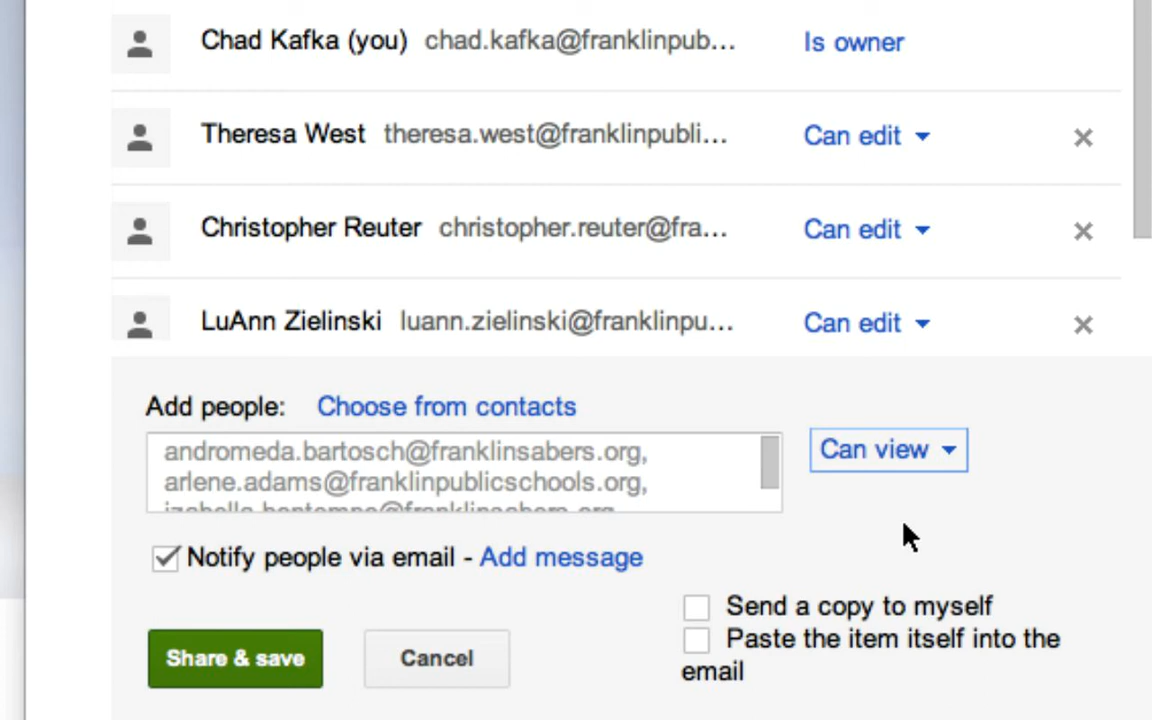 Chad Kafka (you) chad.kafka@franklinpub... Is owner
Theresa West theresa.west@franklinpubli... Can edit
Christopher Reuter christopher.reuter@fra... Can edit
LuAnn Zielinski luann.zielinski@franklinpu... Can edit
Add people: Choose from contacts
andromeda.bartosch@franklinsabers.org, Can view
arlene.adams@franklinpublicschools.org,
Notify people via email - Add message
Send a copy to myself
Paste the item itself into the
email
Share & save Cancel